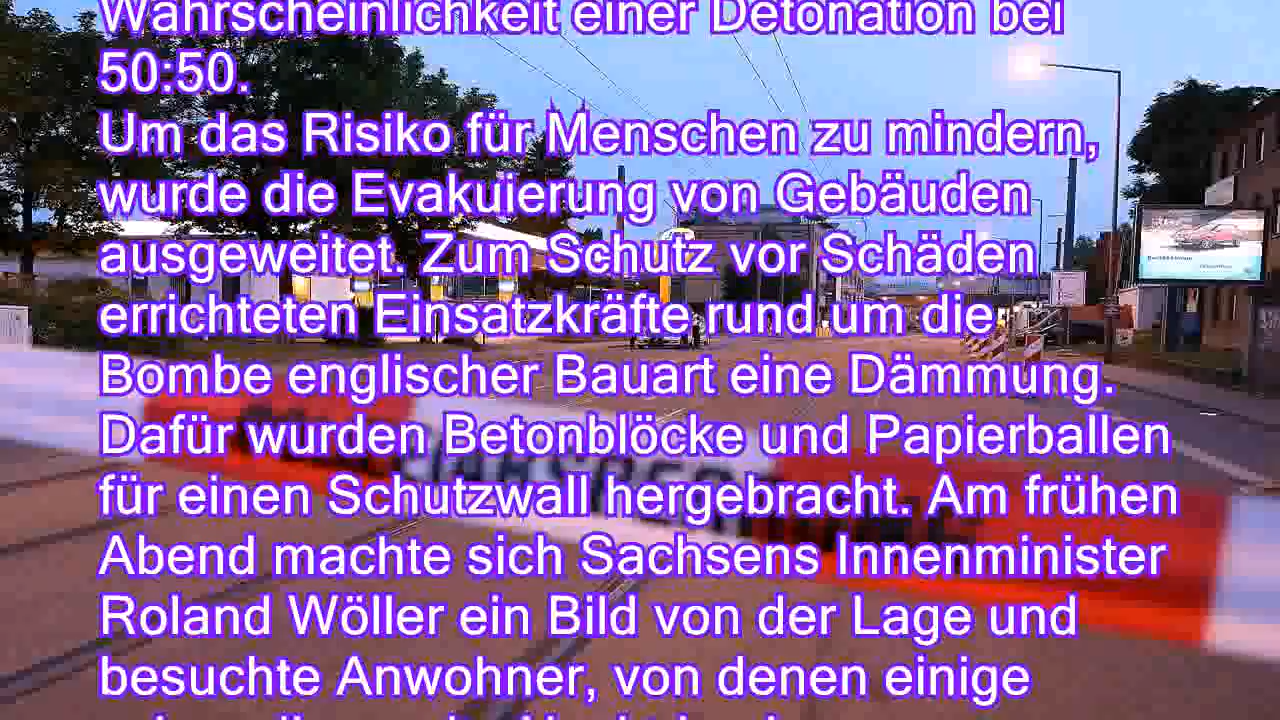 Wahrscheinlichkeit einer Detonation bei
50:50.
Um das Risiko für Menschen zu mindern,
wurde die Evakuierung von Gebäuden
ausgeweitet. Zum Schutz vor Schäden
errichteten Einsatzkräfte rund um die
Bombe englischer Bauart eine Dämmung.
Dafür wurden Betonblöcke und Papierballen
für einen Schutzwall hergebracht. Am frühen
Abend machte sich Sachsens Innenminister
Roland Wöller ein Bild von der Lage und
besuchte Anwohner, von denen einige